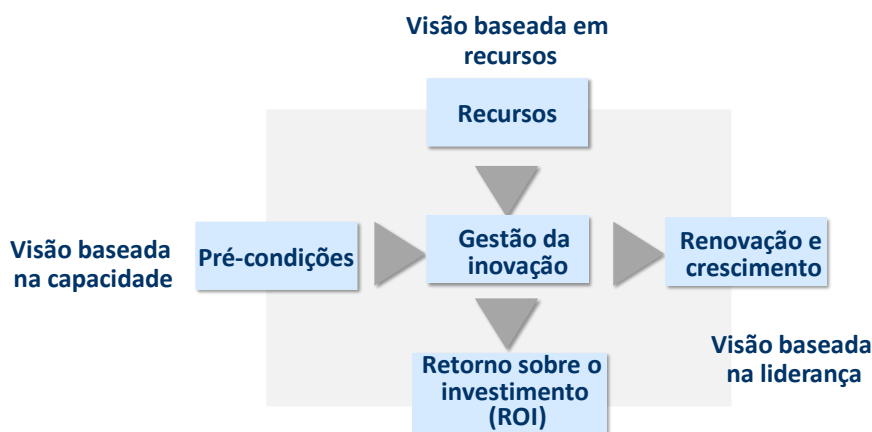 Visão baseada em
recursos
Recursos
Visão baseada
na capacidade
Pré-condições
Gestão da
inovação
Renovação e
crescimento
Retorno sobre o
investimento
(ROI)
Visão baseada
na liderança